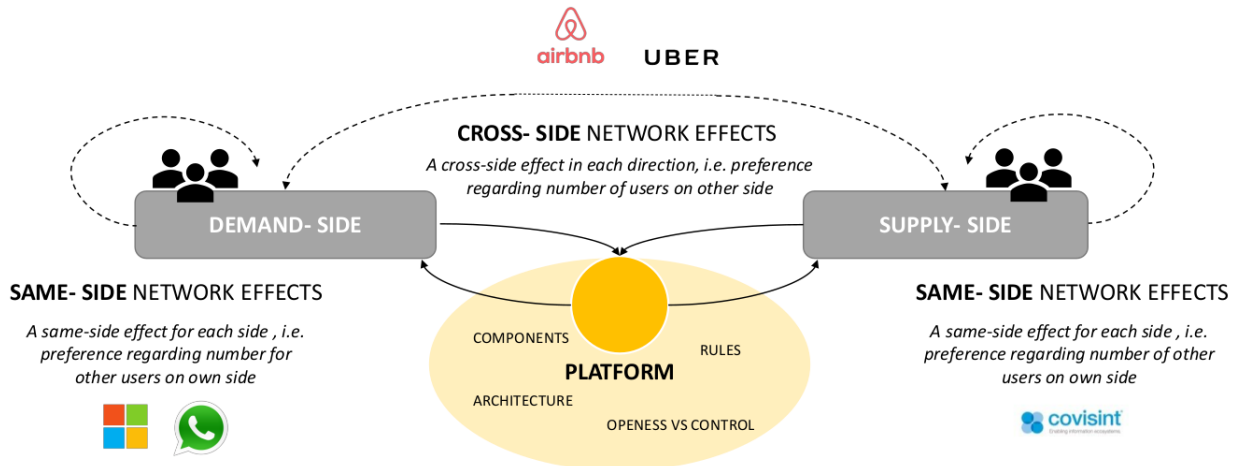 airbnb
UBER
CROSS- SIDE NETWORK EFFECTS
A cross-side effect in each direction, i.e. preference
regarding number of users on other side
DEMAND- SIDE
SUPPLY- SIDE
SAME- SIDE NETWORK EFFECTS
A same-side effect for each side , i.e.
preference regarding number for
other users on own side
COMPONENTS
RULES
PLATFORM
ARCHITECTURE
OPENESS VS CONTROL
SAME- SIDE NETWORK EFFECTS
A same-side effect for each side , i.e.
preference regarding number of other
users on own side
covisint
Enabling information ecosystems.